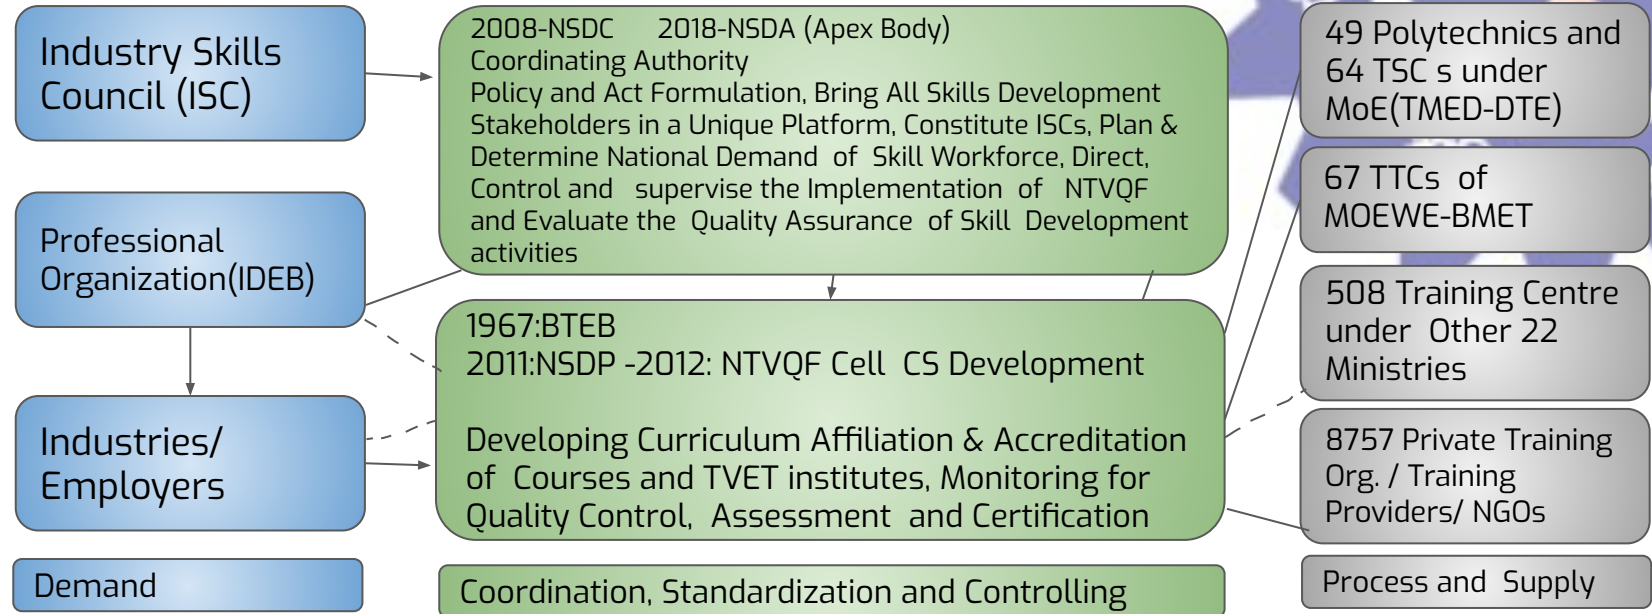 Industry Skills
Council (ISC)
Professional
Organization(IDEB)
Industries/
Employers
Demand
2008-NSDC 2018-NSDA (Apex Body)
Coordinating Authority
Policy and Act Formulation, Bring All Skills Development
Stakeholders in a Unique Platform, Constitute ISCs, Plan &
Determine National Demand of Skill Workforce, Direct,
Control and supervise the Implementation of NTVQF
and Evaluate the Quality Assurance of Skill Development
activities
1967:BTEB
2011:NSDP -2012: NTVQF Cell CS Development
Developing Curriculum Affiliation & Accreditation
of Courses and TVET institutes, Monitoring for
Quality Control, Assessment and Certification
Coordination, Standardization and Controlling
49 Polytechnics and
64 TSC s under
MoE(TMED-DTE)
67 TTCs of
MOEWE-BMET
508 Training Centre
under Other 22
Ministries
8757 Private Training
Org. / Training
Providers/ NGOs
Process and Supply